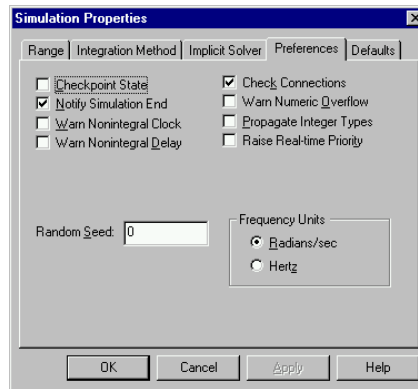 Simulation Properties
Range Integration Method Implicit Solver Preferences Defaults
Checkpoint State
Notify Simulation End
Warn Nonintegral Clock
Warn Nonintegral Delay
Check Connections
Warn Numeric Overflow
Propagate Integer Types
Raise Real-time Priority
Random Seed: 0
Frequency Units
Radians/sec
Hertz
OK Cancel Apply Help